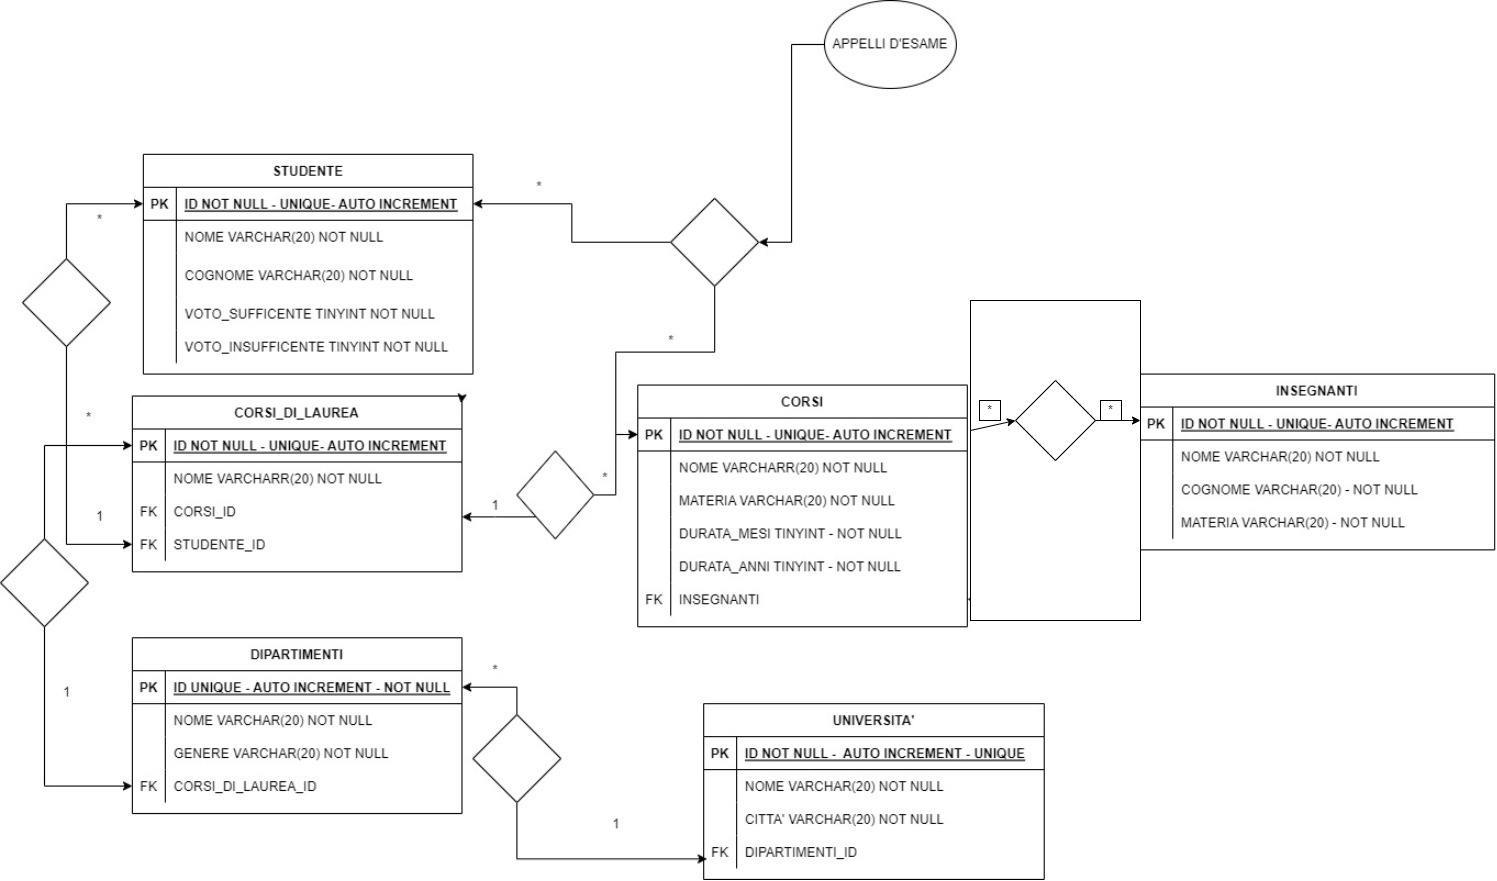 APPELLI D'ESAME
STUDENTE
PK ID NOT NULL - UNIQUE- AUTO INCREMENT
NOME VARCHAR(20) NOT NULL
COGNOME VARCHAR(20) NOT NULL
VOTO_SUFFICENTE TINYINT NOT NULL
VOTO_INSUFFICENTE TINYINT NOT NULL
*
*
*
*
1
CORSI_DI_LAUREA
PK ID NOT NULL - UNIQUE- AUTO INCREMENT
NOME VARCHARR(20) NOT NULL
FK CORSI_ID
FK STUDENTE_ID
1
*
CORSI
PK ID NOT NULL - UNIQUE- AUTO INCREMENT
NOME VARCHARR(20) NOT NULL
MATERIA VARCHAR(20) NOT NULL
DURATA_MESI TINYINT - NOT NULL
DURATA_ANNI TINYINT - NOT NULL
FK INSEGNANTI
*
*
INSEGNANTI
PK ID NOT NULL - UNIQUE- AUTO INCREMENT
NOME VARCHAR(20) NOT NULL
COGNOME VARCHAR(20) - NOT NULL
MATERIA VARCHAR(20) - NOT NULL
1
DIPARTIMENTI
PK ID UNIQUE - AUTO INCREMENT - NOT NULL
NOME VARCHAR(20) NOT NULL
GENERE VARCHAR(20) NOT NULL
FK CORSI_DI_LAUREA_ID
*
1
UNIVERSITA'
PK ID NOT NULL - AUTO INCREMENT - UNIQUE
NOME VARCHAR(20) NOT NULL
CITTA' VARCHAR(20) NOT NULL
FK DIPARTIMENTI_ID